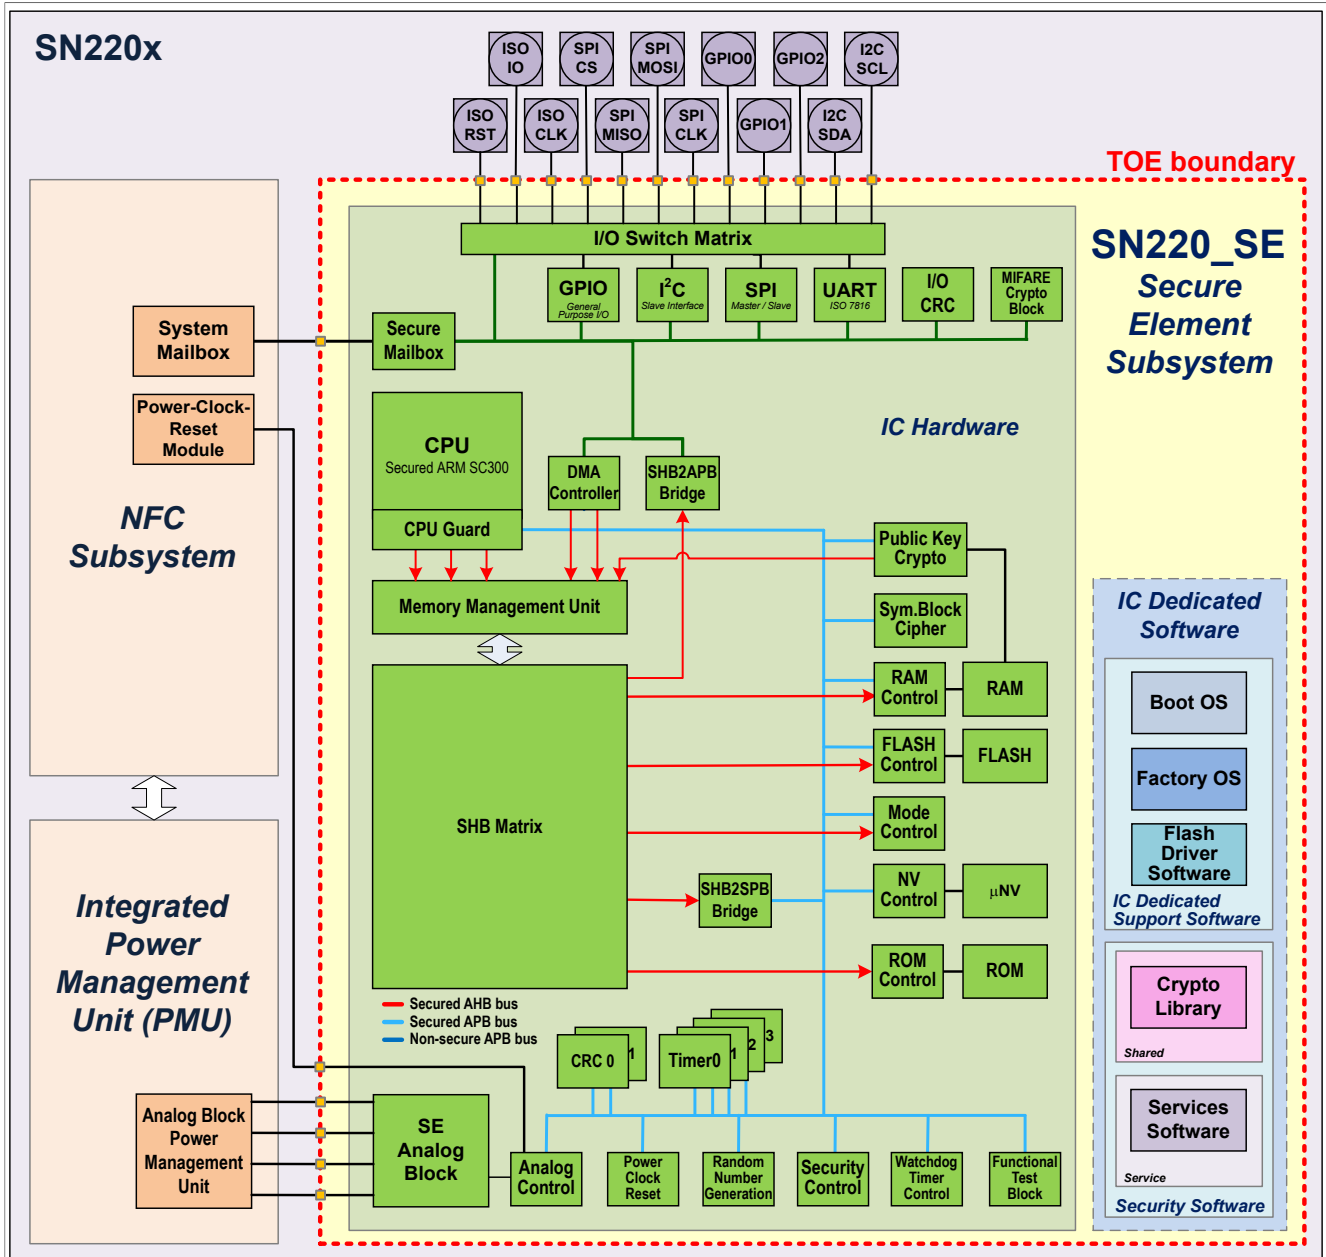 SN220x
ISO
IO
SPI
CS
SPI
MOSI
GPIO0
GPIO2
I2C
SCL
ISO
RST
ISO
CLK
SPI
MISO
SPI
CLK
GPIO1
I2C
SDA
TOE boundary
I/O Switch Matrix
SN220_SE
Secure
Element
Subsystem
GPIO
General
Purpose I/O
I²C
Slave Interface
SPI
Master / Slave
UART
ISO 7816
I/O
CRC
MIFARE
Crypto
Block
System
Mailbox
Secure
Mailbox
Power-Clock-
Reset
Module
NFC
Subsystem
IC Hardware
CPU
Secured ARM SC300
CPU Guard
DMA
Controller
SHB2APB
Bridge
Public Key
Crypto
Memory Management Unit
Sym.Block
Cipher
RAM
Control
RAM
FLASH
Control
FLASH
SHB Matrix
Mode
Control
SHB2SPB
Bridge
NV
Control
µNV
ROM
Control
ROM
IC Dedicated
Software
Boot OS
Factory OS
Flash
Driver
Software
IC Dedicated
Support Software
Crypto
Library
Shared
Services
Software
Service
Security Software
Integrated
Power
Management
Unit (PMU)
Secured AHB bus
Secured APB bus
Non-secure APB bus
CRC 0
1
Timer0
1
2
3
Analog Block
Power
Management
Unit
SE
Analog
Block
Analog
Control
Power
Clock
Reset
Random
Number
Generation
Security
Control
Watchdog
Timer
Control
Functional
Test
Block